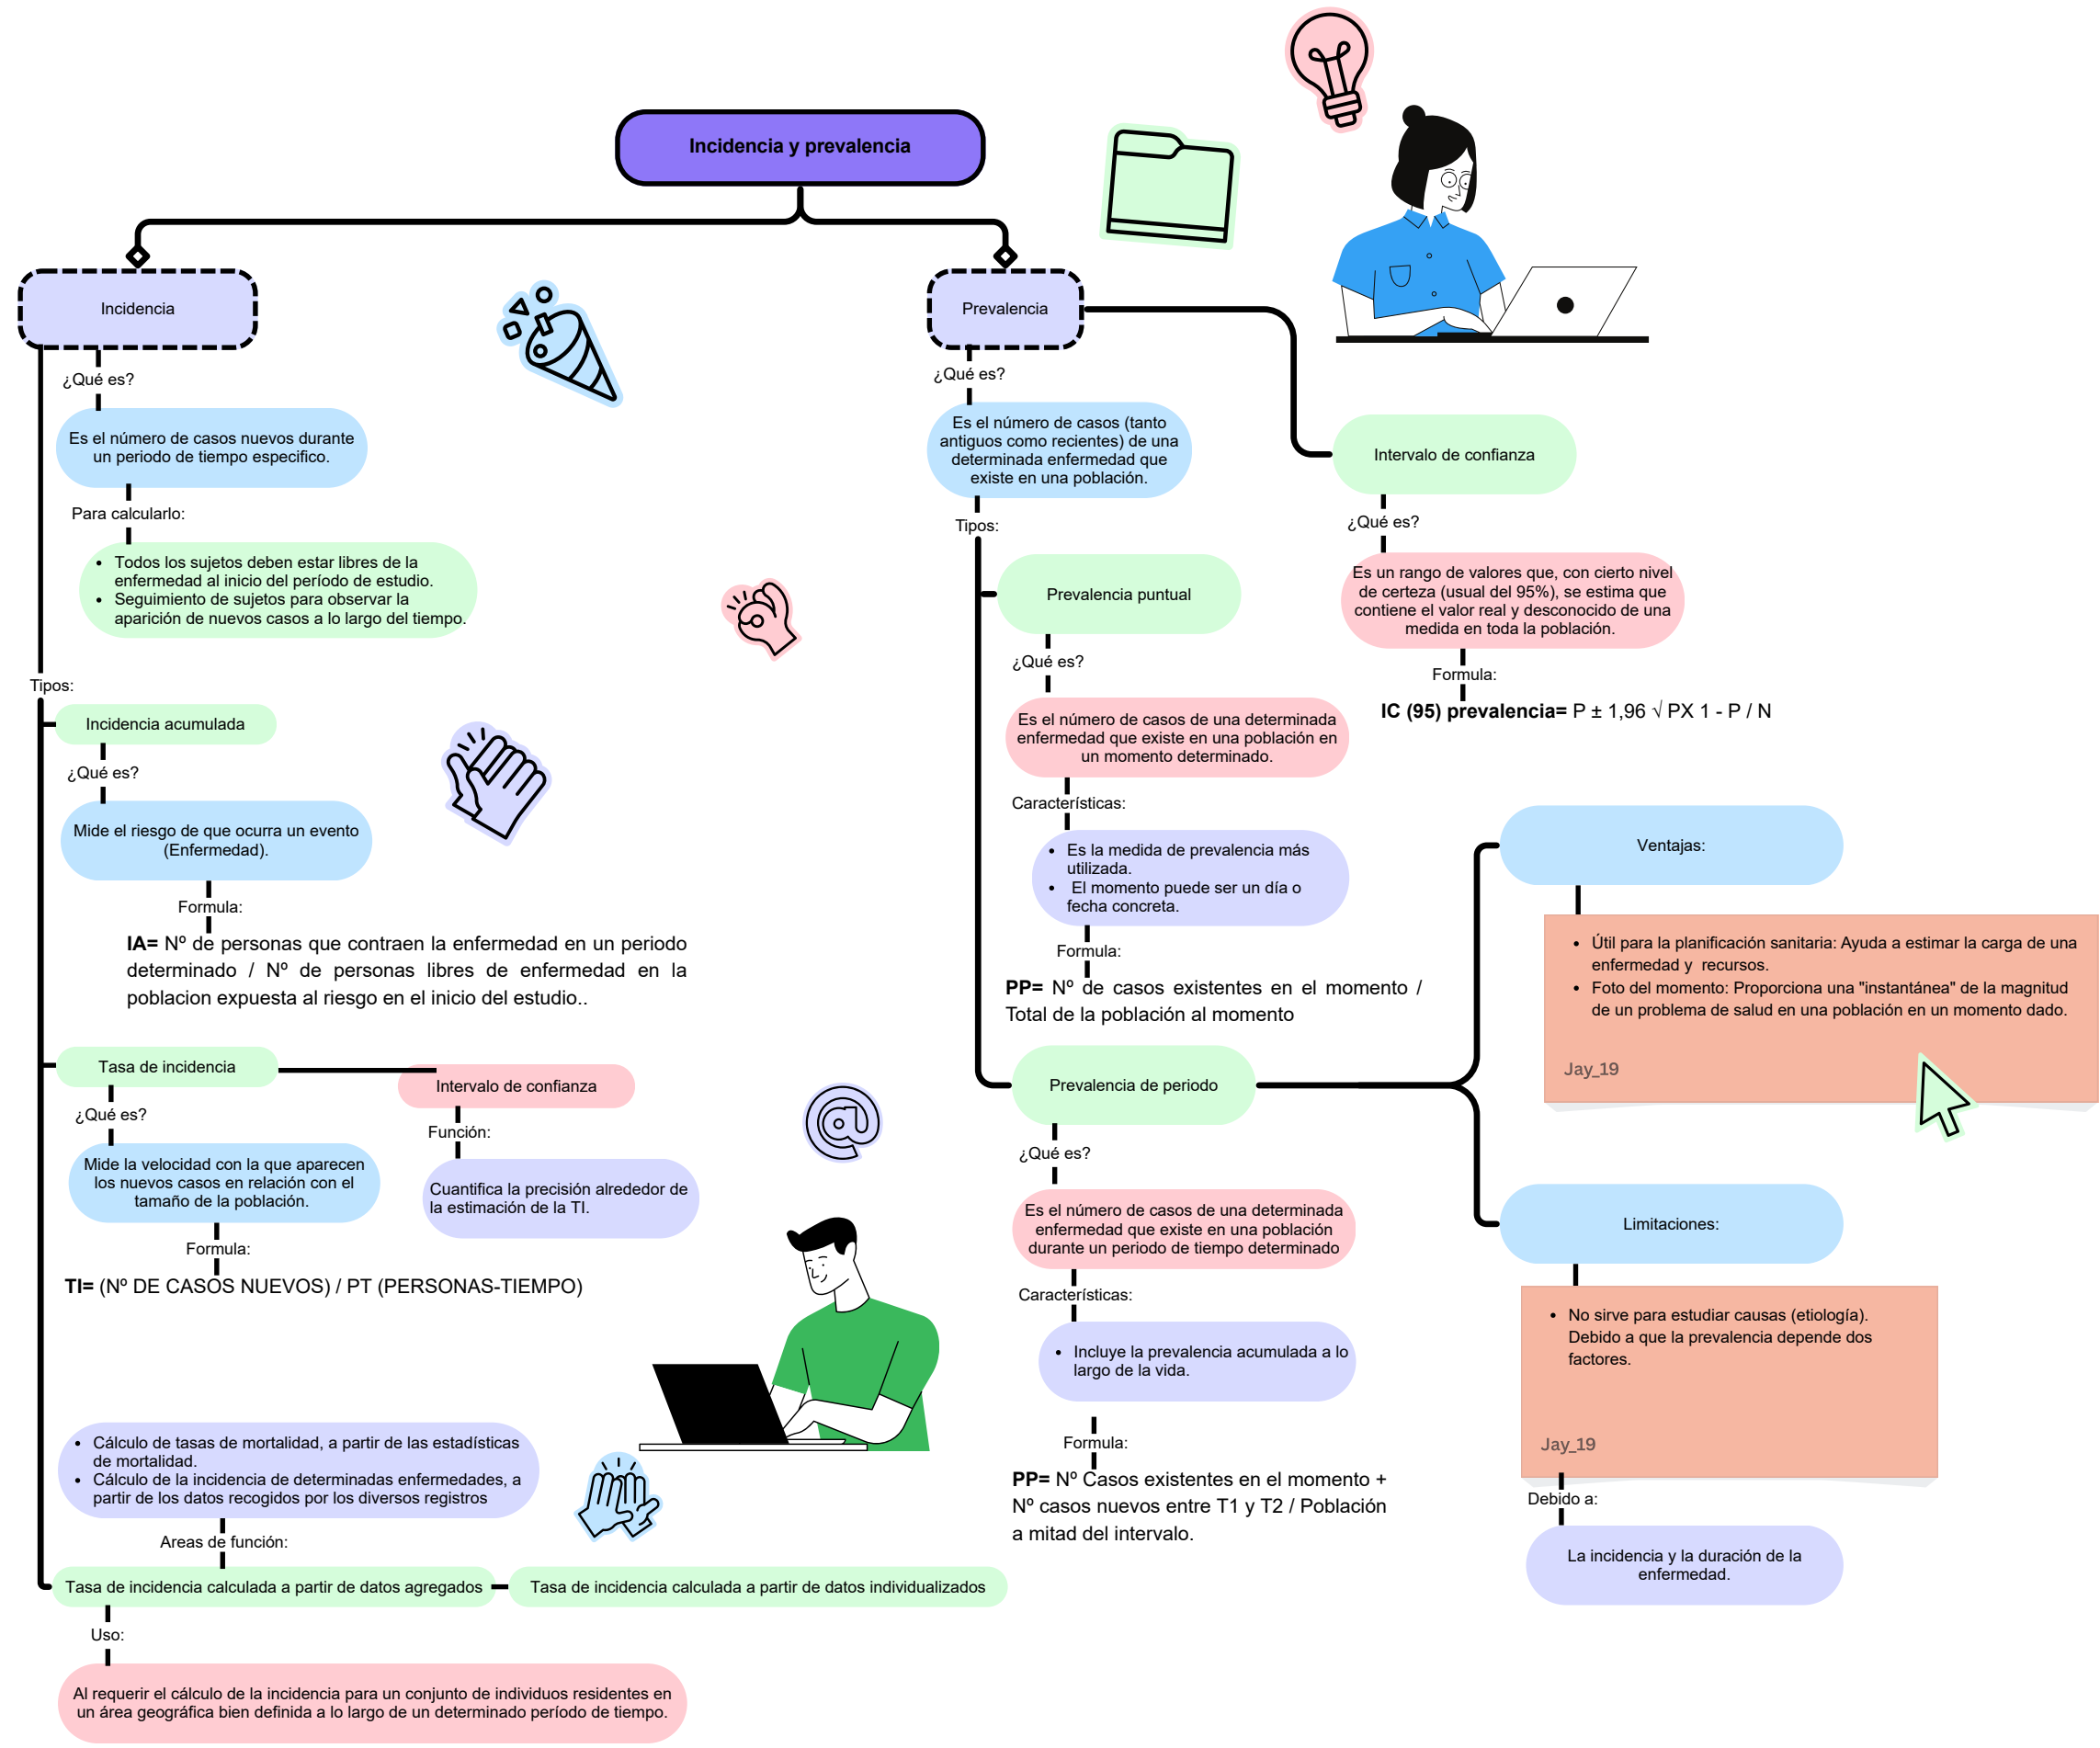 Incidencia y prevalencia
Incidencia
¿Qué es?
Es el número de casos nuevos durante
un periodo de tiempo especifico.
Para calcularlo:
• Todos los sujetos deben estar libres de la
enfermedad al inicio del período de estudio.
• Seguimiento de sujetos para observar la
aparición de nuevos casos a lo largo del tiempo.
Tipos:
Incidencia acumulada
¿Qué es?
Mide el riesgo de que ocurra un evento
(Enfermedad).
Formula:
IA= Nº de personas que contraen la enfermedad en un periodo
determinado / Nº de personas libres de enfermedad en la
poblacion expuesta al riesgo en el inicio del estudio..
Tasa de incidencia
¿Qué es?
Mide la velocidad con la que aparecen
los nuevos casos en relación con el
tamaño de la población.
Formula:
TI= (Nº DE CASOS NUEVOS) / PT (PERSONAS-TIEMPO)
Intervalo de confianza
Función:
Cuantifica la precisión alrededor de
la estimación de la TI.
• Cálculo de tasas de mortalidad, a partir de las estadísticas
de mortalidad.
• Cálculo de la incidencia de determinadas enfermedades, a
partir de los datos recogidos por los diversos registros
Areas de función:
Tasa de incidencia calculada a partir de datos agregados
Tasa de incidencia calculada a partir de datos individualizados
Uso:
Al requerir el cálculo de la incidencia para un conjunto de individuos residentes en
un área geográfica bien definida a lo largo de un determinado período de tiempo.
Prevalencia
¿Qué es?
Es el número de casos (tanto
antiguos como recientes) de una
determinada enfermedad que
existe en una población.
Tipos:
Prevalencia puntual
¿Qué es?
Es el número de casos de una determinada
enfermedad que existe en una población en
un momento determinado.
Características:
• Es la medida de prevalencia más
utilizada.
• El momento puede ser un día o
fecha concreta.
Formula:
PP= Nº de casos existentes en el momento /
Total de la población al momento
Prevalencia de periodo
¿Qué es?
Es el número de casos de una determinada
enfermedad que existe en una población
durante un periodo de tiempo determinado
Características:
• Incluye la prevalencia acumulada a lo
largo de la vida.
Formula:
PP= Nº Casos existentes en el momento +
Nº casos nuevos entre T1 y T2 / Población
a mitad del intervalo.
Intervalo de confianza
¿Qué es?
Es un rango de valores que, con cierto nivel
de certeza (usual del 95%), se estima que
contiene el valor real y desconocido de una
medida en toda la población.
Formula:
IC (95) prevalencia= P ± 1,96 √ PX 1 - P / N
Ventajas:
• Útil para la planificación sanitaria: Ayuda a estimar la carga de una
enfermedad y recursos.
• Foto del momento: Proporciona una "instantánea" de la magnitud
de un problema de salud en una población en un momento dado.
Jay_19
Limitaciones:
• No sirve para estudiar causas (etiología).
Debido a que la prevalencia depende dos
factores.
Jay_19
Debido a:
La incidencia y la duración de la
enfermedad.